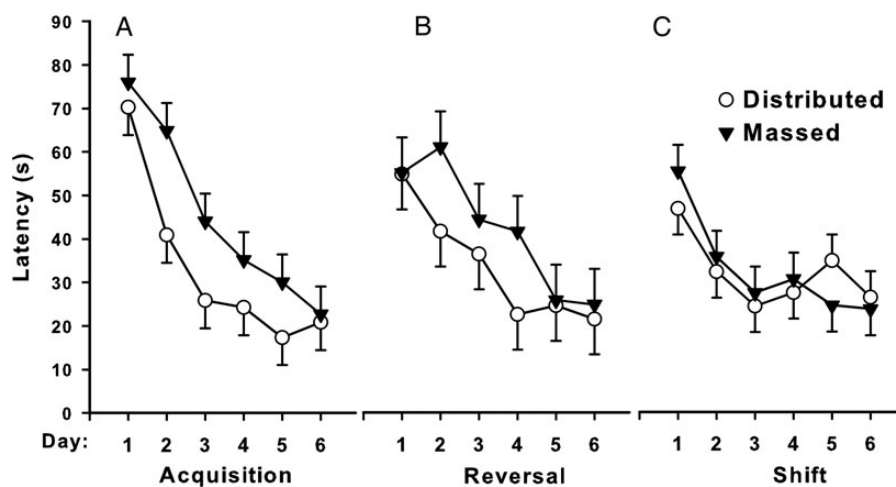 A B C
90
80
70
60
50
40
30
20
10
0
Latency (s)
Distributed
Massed
Day: 1 2 3 4 5 6 1 2 3 4 5 6 1 2 3 4 5 6
Acquisition Reversal Shift